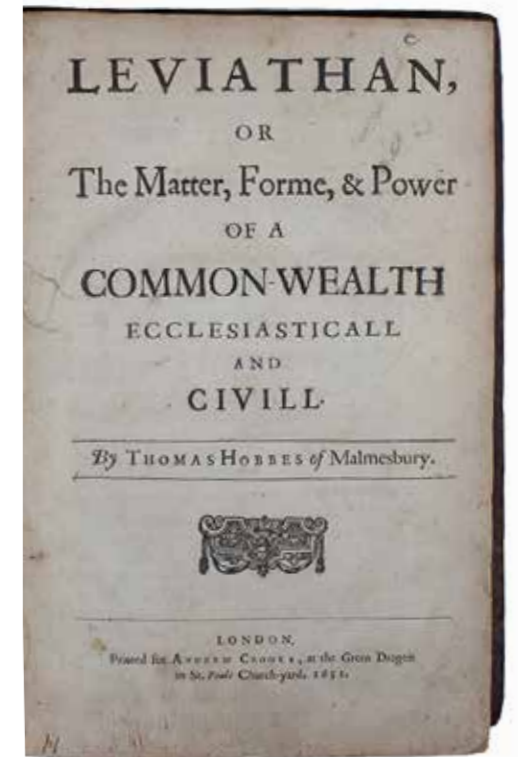 LEVIATHAN,
OR
The Matter, Forme, & Power
OF A
COMMON-WEALTH
ECCLESIASTICALL
AND
CIVILL.
By THOMAS HOBBES of Malmesbury.
LONDON,
Printed for ANDREW CROOKE, at the Green Dragon
in St. Pauls Church-yard, 1651.